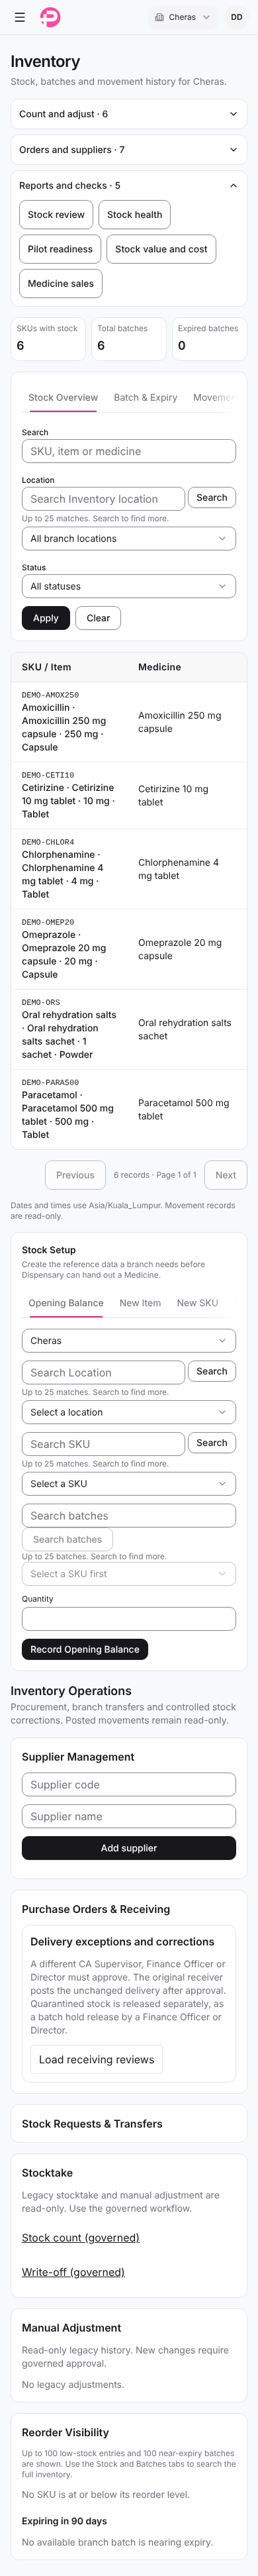 Cheras
DD
Inventory
Stock, batches and movement history for Cheras.
Count and adjust · 6
Orders and suppliers · 7
Reports and checks · 5
Stock review
Stock health
Pilot readiness
Stock value and cost
Medicine sales
SKUs with stock
6
Total batches
6
Expired batches
0
Stock Overview
Batch & Expiry
Movemen
Search
SKU, item or medicine
Location
Search Inventory location
Search
Up to 25 matches. Search to find more.
All branch locations
Status
All statuses
Apply
Clear
SKU / Item
Medicine
DEMO-AMOX250
Amoxicillin ·
Amoxicillin 250 mg
capsule · 250 mg ·
Capsule
Amoxicillin 250 mg
capsule
DEMO-CETI10
Cetirizine · Cetirizine
10 mg tablet · 10 mg ·
Tablet
Cetirizine 10 mg
tablet
DEMO-CHLOR4
Chlorphenamine ·
Chlorphenamine 4
mg tablet · 4 mg ·
Tablet
Chlorphenamine 4
mg tablet
DEMO-OMEP20
Omeprazole ·
Omeprazole 20 mg
capsule · 20 mg ·
Capsule
Omeprazole 20 mg
capsule
DEMO-ORS
Oral rehydration salts
· Oral rehydration
salts sachet · 1
sachet · Powder
Oral rehydration salts
sachet
DEMO-PARA500
Paracetamol ·
Paracetamol 500 mg
tablet · 500 mg ·
Tablet
Paracetamol 500 mg
tablet
Previous
6 records · Page 1 of 1
Next
Dates and times use Asia/Kuala_Lumpur. Movement records
are read-only.
Stock Setup
Create the reference data a branch needs before
Dispensary can hand out a Medicine.
Opening Balance
New Item
New SKU
Cheras
Search Location
Search
Up to 25 matches. Search to find more.
Select a location
Search SKU
Search
Up to 25 matches. Search to find more.
Select a SKU
Search batches
Search batches
Up to 25 batches. Search to find more.
Select a SKU first
Quantity
Record Opening Balance
Inventory Operations
Procurement, branch transfers and controlled stock
corrections. Posted movements remain read-only.
Supplier Management
Supplier code
Supplier name
Add supplier
Purchase Orders & Receiving
Delivery exceptions and corrections
A different CA Supervisor, Finance Officer or
Director must approve. The original receiver
posts the unchanged delivery after approval.
Quarantined stock is released separately, as
a batch hold release by a Finance Officer or
Director.
Load receiving reviews
Stock Requests & Transfers
Stocktake
Legacy stocktake and manual adjustment are
read-only. Use the governed workflow.
Stock count (governed)
Write-off (governed)
Manual Adjustment
Read-only legacy history. New changes require
governed approval.
No legacy adjustments.
Reorder Visibility
Up to 100 low-stock entries and 100 near-expiry batches
are shown. Use the Stock and Batches tabs to search the
full inventory.
No SKU is at or below its reorder level.
Expiring in 90 days
No available branch batch is nearing expiry.